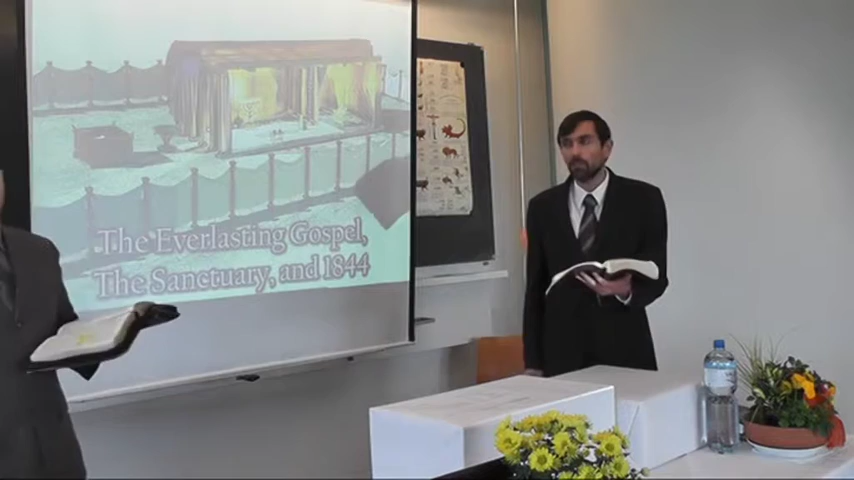 The Everlasting Gospel,
The Sanctuary, and 1844